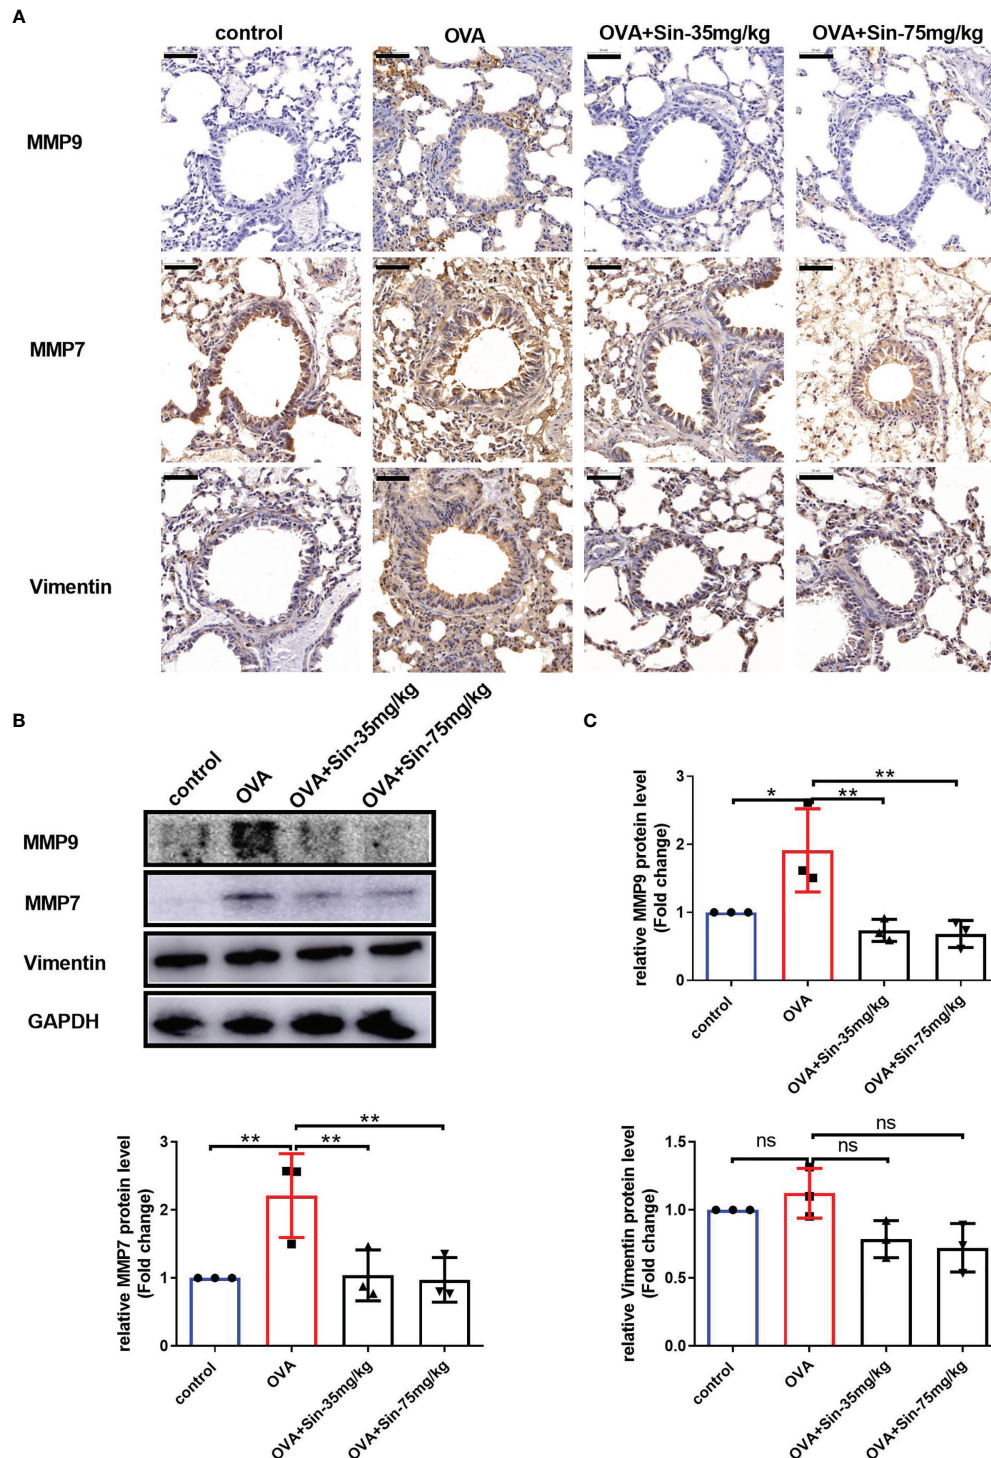 A
control OVA OVA+Sin-35mg/kg OVA+Sin-75mg/kg
MMP9
MMP7
Vimentin
B
control OVA OVA+Sin-35mg/kg OVA+Sin-75mg/kg
MMP9
MMP7
Vimentin
GAPDH
C
relative MMP9 protein level
(Fold change)
3
2
1
0
* ** **
control OVA OVA+Sin-35mg/kg OVA+Sin-75mg/kg
relative MMP7 protein level
(Fold change)
3
2
1
0
** ** **
control OVA OVA+Sin-35mg/kg OVA+Sin-75mg/kg
relative Vimentin protein level
(Fold change)
1.5
1.0
0.5
0.0
ns ns ns
control OVA OVA+Sin-35mg/kg OVA+Sin-75mg/kg